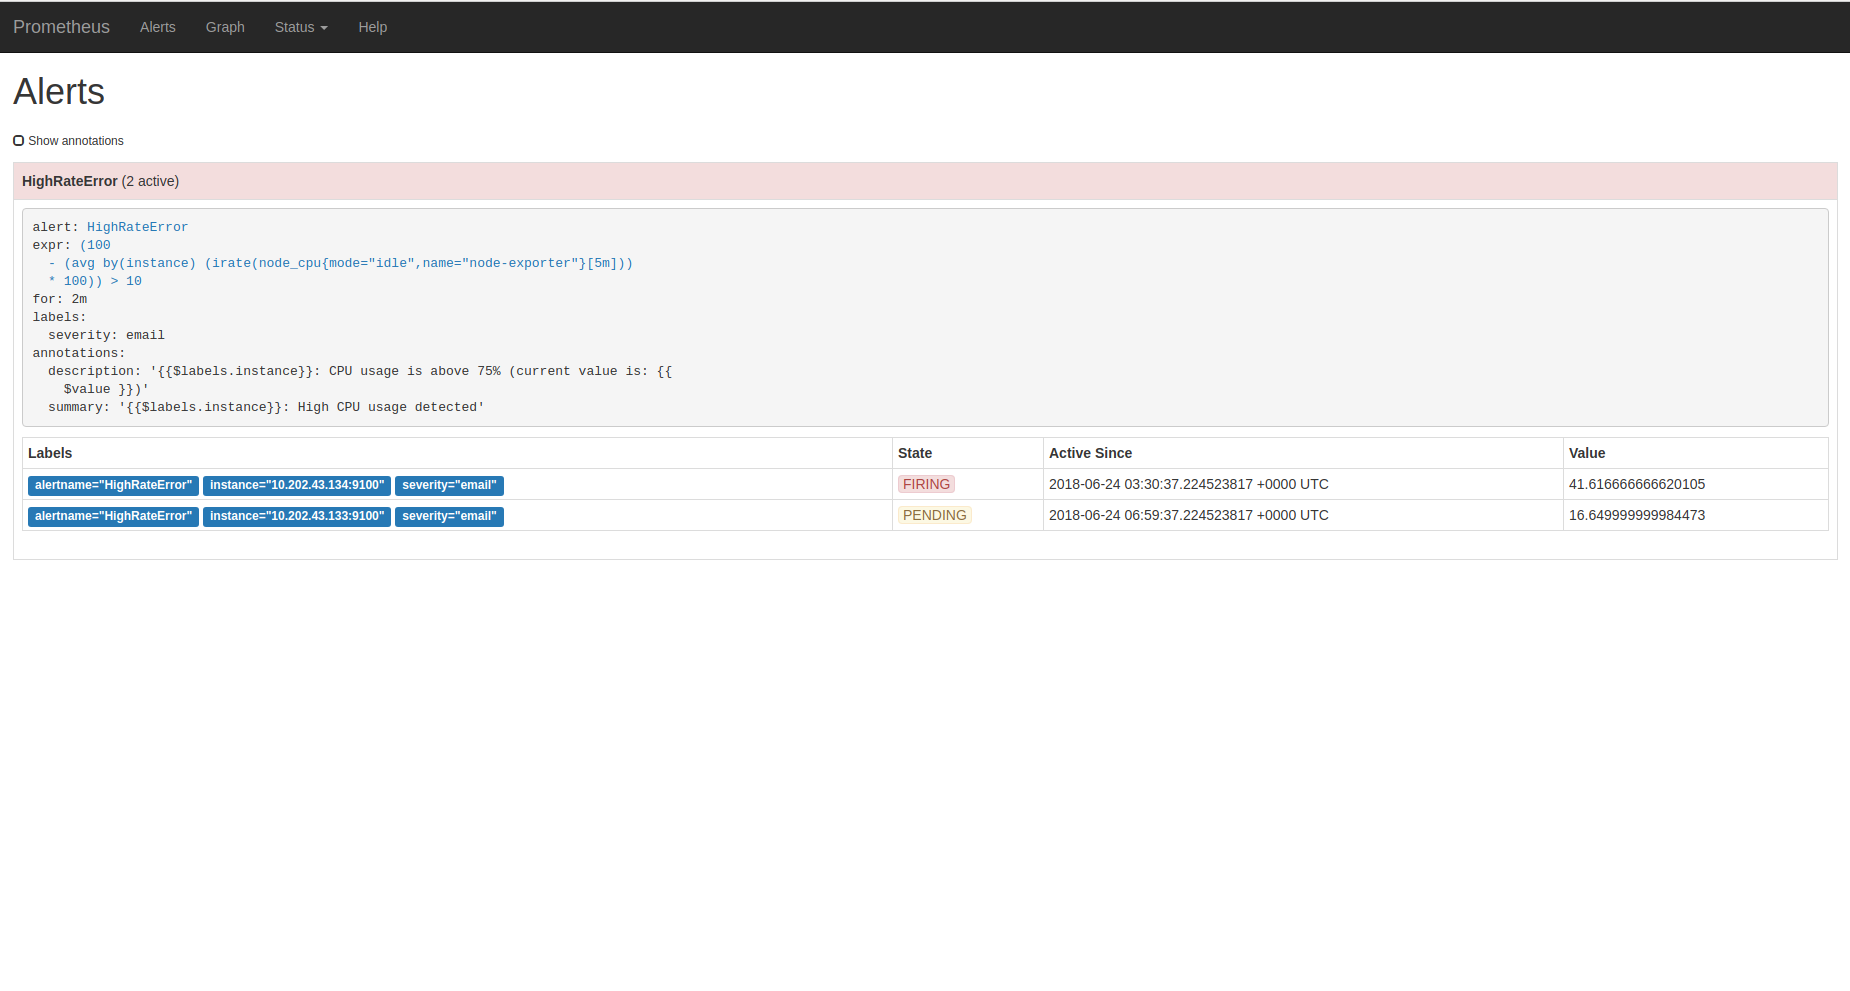 Prometheus Alerts Graph Status Help
Alerts
Show annotations
HighRateError (2 active)
alert: HighRateError
expr: (100
  - (avg by(instance) (irate(node_cpu{mode="idle",name="node-exporter"}[5m]))
  * 100)) > 10
for: 2m
labels:
  severity: email
annotations:
  description: '{{$labels.instance}}: CPU usage is above 75% (current value is: {{
    $value }})'
  summary: '{{$labels.instance}}: High CPU usage detected'
Labels State Active Since Value
alertname="HighRateError" instance="10.202.43.134:9100" severity="email" FIRING 2018-06-24 03:30:37.224523817 +0000 UTC 41.616666666620105
alertname="HighRateError" instance="10.202.43.133:9100" severity="email" PENDING 2018-06-24 06:59:37.224523817 +0000 UTC 16.649999999984473